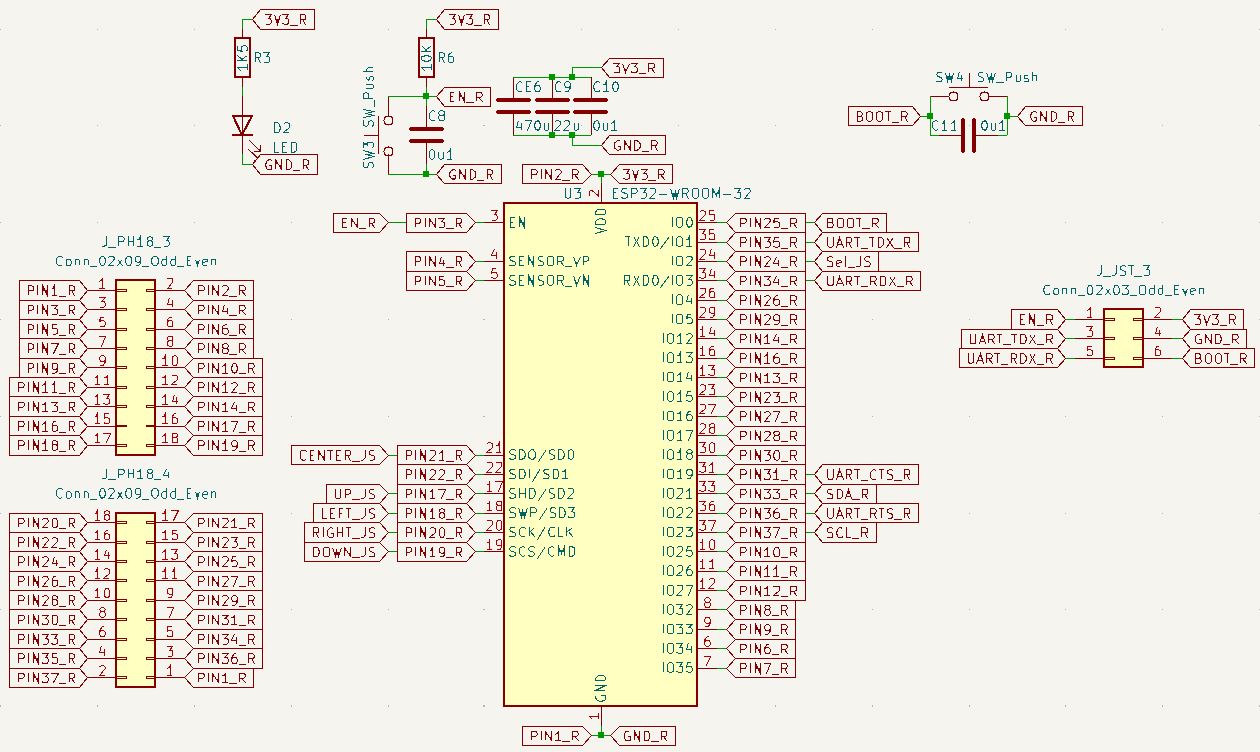 3V3_R
1K5
R3
D2
LED
GND_R
3V3_R
10K
R6
EN_R
SW3
SW_Push
C8
0u1
GND_R
3V3_R
CE6 C9 C10
470u 22u 0u1
GND_R
SW4 SW_Push
BOOT_R
C11 0u1
GND_R
PIN2_R 3V3_R
U3 ESP32-WROOM-32
2
VDD
EN_R PIN3_R 3 EN
PIN4_R 4 SENSOR_VP
PIN5_R 5 SENSOR_VN
CENTER_JS PIN21_R 21 SDO/SD0
PIN22_R 22 SDI/SD1
UP_JS PIN17_R 17 SHD/SD2
LEFT_JS PIN18_R 18 SWP/SD3
RIGHT_JS PIN20_R 20 SCK/CLK
DOWN_JS PIN19_R 19 SCS/CMD
IO0 25 PIN25_R BOOT_R
TXD0/IO1 35 PIN35_R UART_TDX_R
IO2 24 PIN24_R Sel_JS
RXD0/IO3 34 PIN34_R UART_RDX_R
IO4 26 PIN26_R
IO5 29 PIN29_R
IO12 14 PIN14_R
IO13 16 PIN16_R
IO14 13 PIN13_R
IO15 23 PIN23_R
IO16 27 PIN27_R
IO17 28 PIN28_R
IO18 30 PIN30_R
IO19 31 PIN31_R UART_CTS_R
IO21 33 PIN33_R SDA_R
IO22 36 PIN36_R UART_RTS_R
IO23 37 PIN37_R SCL_R
IO25 10 PIN10_R
IO26 11 PIN11_R
IO27 12 PIN12_R
IO32 8 PIN8_R
IO33 9 PIN9_R
IO34 6 PIN6_R
IO35 7 PIN7_R
GND
1
PIN1_R GND_R
J_PH18_3
Conn_02x09_Odd_Even
PIN1_R 1 2 PIN2_R
PIN3_R 3 4 PIN4_R
PIN5_R 5 6 PIN6_R
PIN7_R 7 8 PIN8_R
PIN9_R 9 10 PIN10_R
PIN11_R 11 12 PIN12_R
PIN13_R 13 14 PIN14_R
PIN16_R 15 16 PIN17_R
PIN18_R 17 18 PIN19_R
J_PH18_4
Conn_02x09_Odd_Even
PIN20_R 18 17 PIN21_R
PIN22_R 16 15 PIN23_R
PIN24_R 14 13 PIN25_R
PIN26_R 12 11 PIN27_R
PIN28_R 10 9 PIN29_R
PIN30_R 8 7 PIN31_R
PIN33_R 6 5 PIN34_R
PIN35_R 4 3 PIN36_R
PIN37_R 2 1 PIN1_R
J_JST_3
Conn_02x03_Odd_Even
EN_R 1 2 3V3_R
UART_TDX_R 3 4 GND_R
UART_RDX_R 5 6 BOOT_R